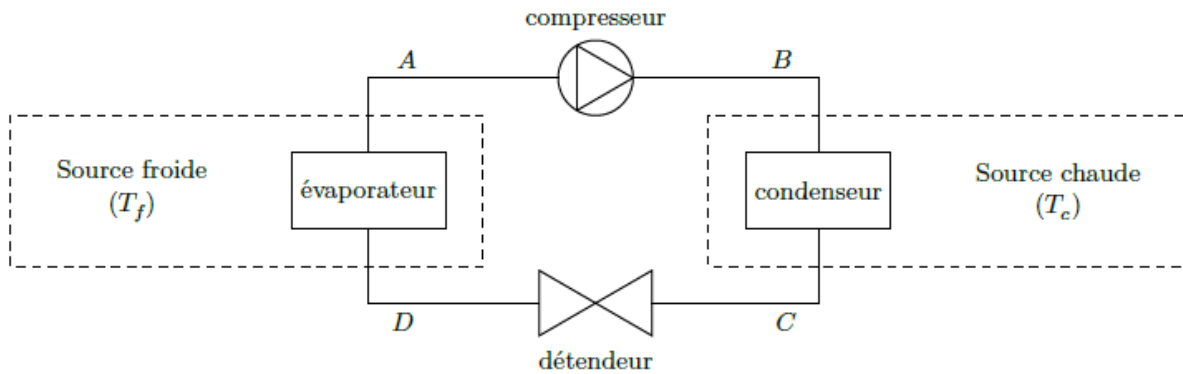 compresseur
A
B
Source froide
(T_f)
évaporateur
condenseur
Source chaude
(T_c)
D
C
détendeur